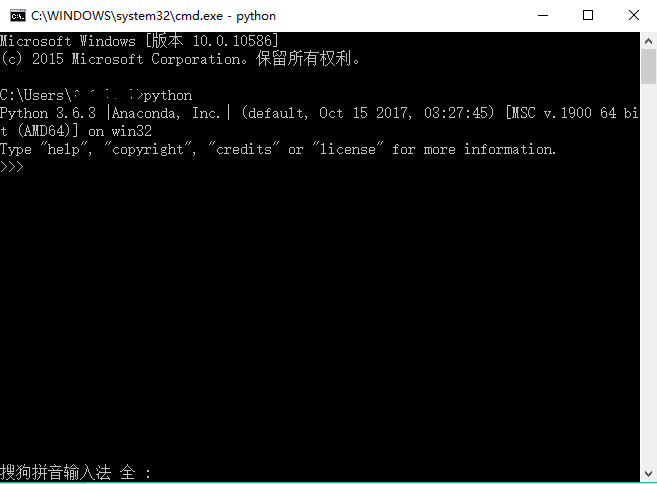 C:\WINDOWS\system32\cmd.exe - python
Microsoft Windows [版本 10.0.10586]
(c) 2015 Microsoft Corporation。保留所有权利。
C:\Users\ >python
Python 3.6.3 |Anaconda, Inc.| (default, Oct 15 2017, 03:27:45) [MSC v.1900 64 bi
t (AMD64)] on win32
Type "help", "copyright", "credits" or "license" for more information.
>>>
搜狗拼音输入法 全 :